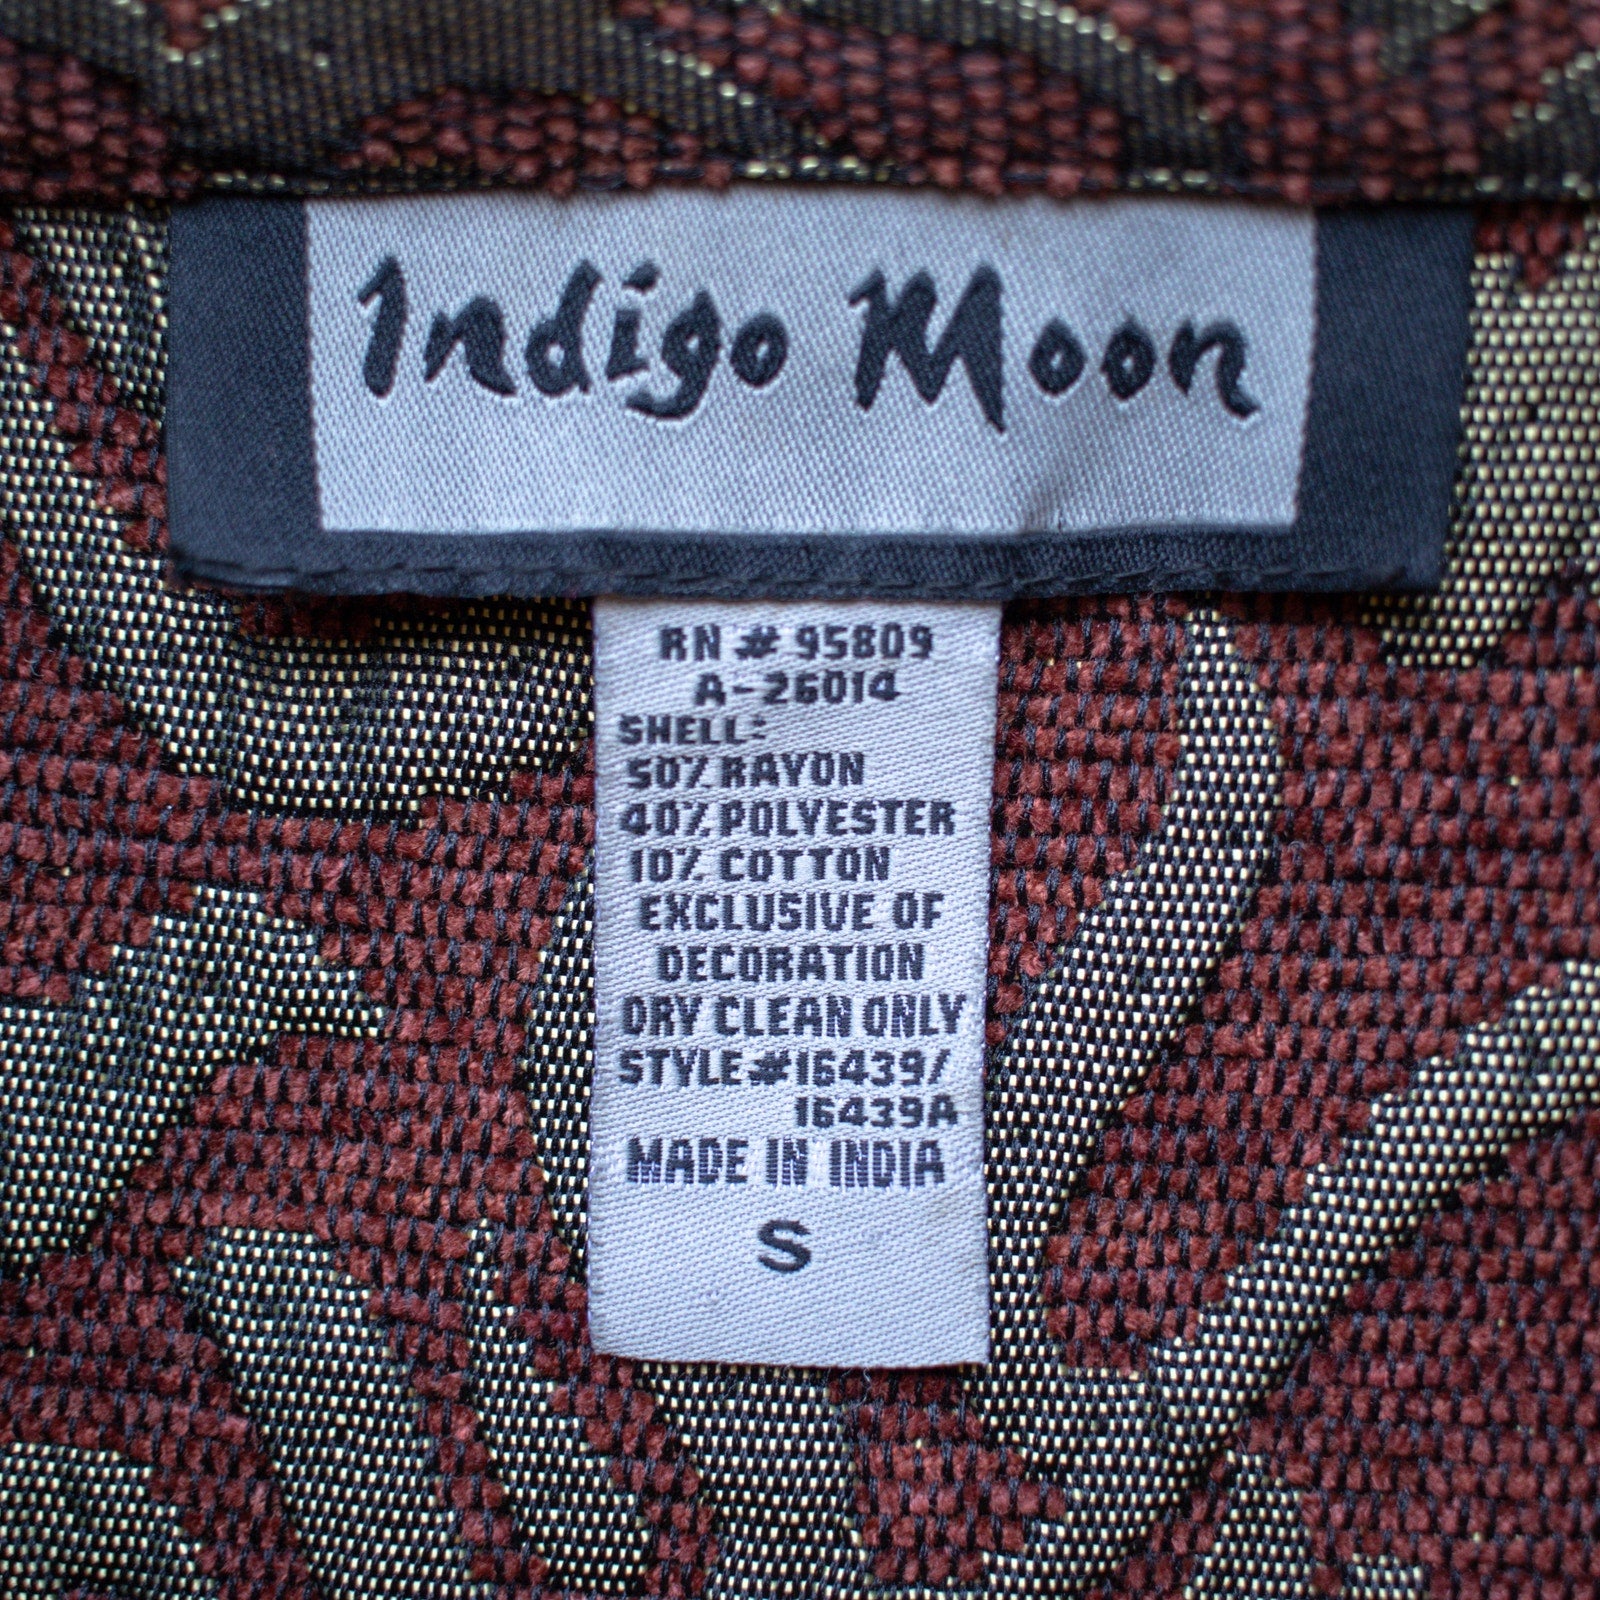 Indigo Moon
RN # 95809
A-26014
SHELL:
50% RAYON
40% POLYESTER
10% COTTON
EXCLUSIVE OF
DECORATION
DRY CLEAN ONLY
STYLE#16439/
16439A
MADE IN INDIA
S